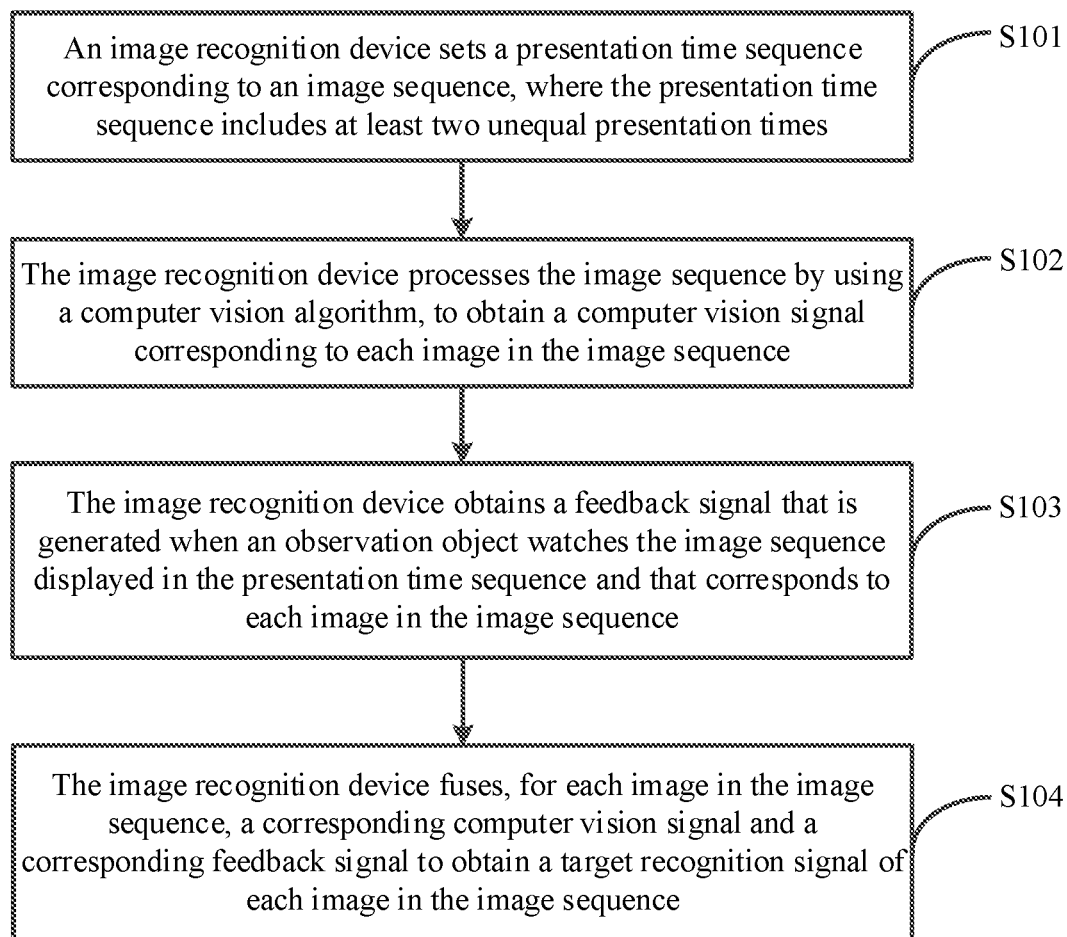 An image recognition device sets a presentation time sequence
corresponding to an image sequence, where the presentation time
sequence includes at least two unequal presentation times
S101
The image recognition device processes the image sequence by using
a computer vision algorithm, to obtain a computer vision signal
corresponding to each image in the image sequence
S102
The image recognition device obtains a feedback signal that is
generated when an observation object watches the image sequence
displayed in the presentation time sequence and that corresponds to
each image in the image sequence
S103
The image recognition device fuses, for each image in the image
sequence, a corresponding computer vision signal and a
corresponding feedback signal to obtain a target recognition signal of
each image in the image sequence
S104